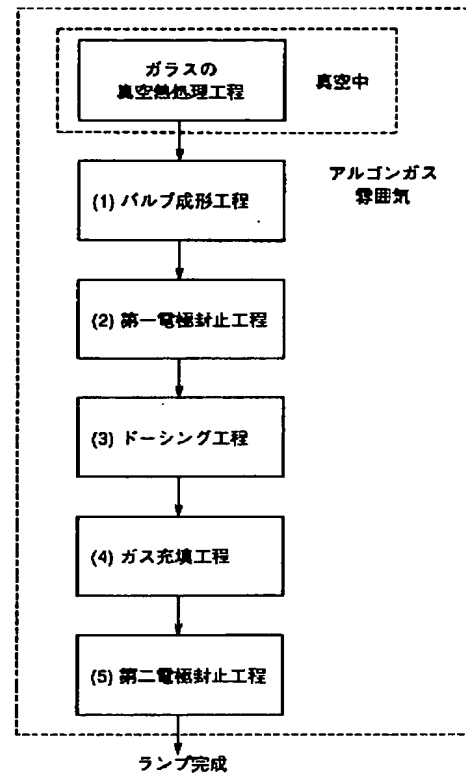 ガラスの
真空熱処理工程
真空中
アルゴンガス
雰囲気
(1) バルブ成形工程
(2) 第一電極封止工程
(3) ドーシング工程
(4) ガス充填工程
(5) 第二電極封止工程
ランプ完成